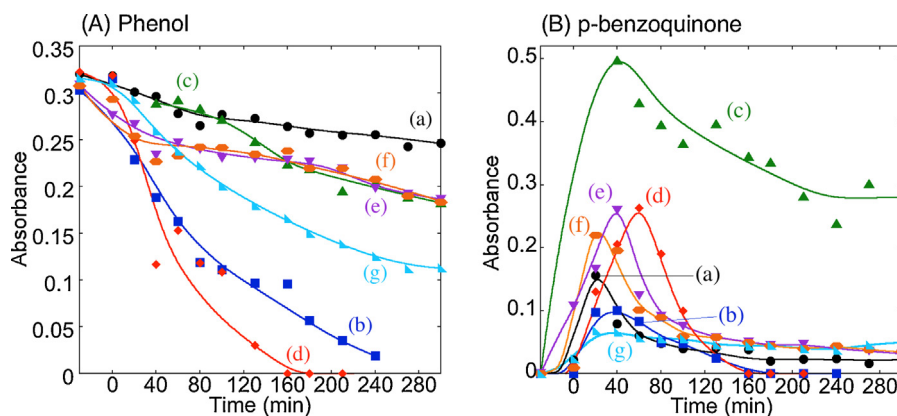 (A) Phenol
0.35
0.3
0.25
0.2
0.15
0.1
0.05
0
Absorbance
0 40 80 120 160 200 240 280
Time (min)
(c)
(a)
(f)
(e)
(g)
(b)
(d)
(B) p-benzoquinone
0.5
0.4
0.3
0.2
0.1
0
Absorbance
0 40 80 120 160 200 240 280
Time (min)
(c)
(e)
(d)
(f)
(a)
(b)
(g)